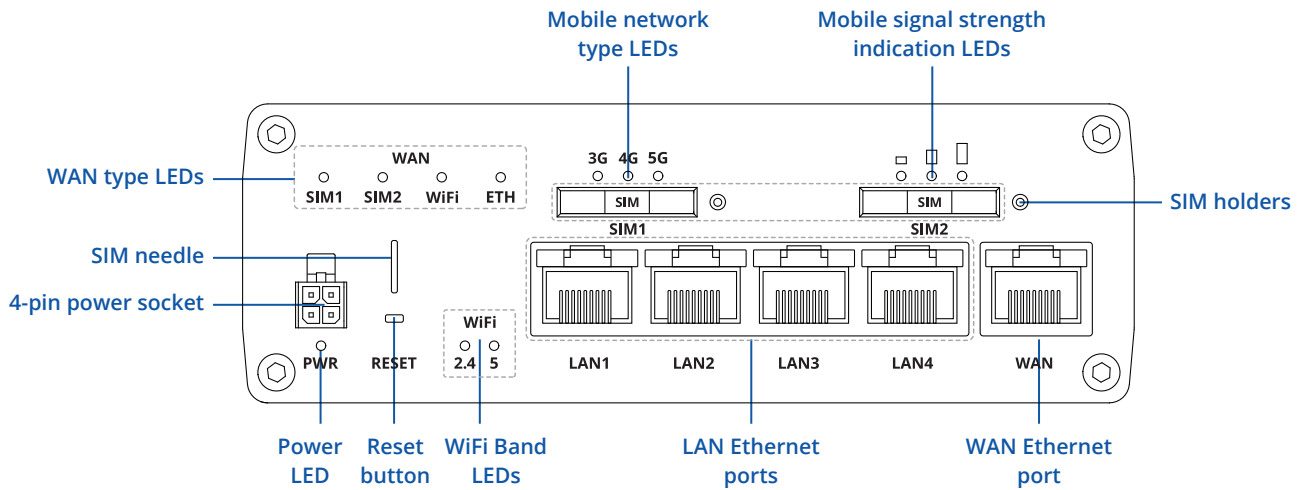 Mobile network
type LEDs
Mobile signal strength
indication LEDs
WAN type LEDs
WAN
SIM1 SIM2 WiFi ETH
3G 4G 5G
SIM
SIM1
SIM
SIM2
SIM holders
SIM needle
4-pin power socket
PWR
RESET
WiFi
2.4 5
LAN1
LAN2
LAN3
LAN4
WAN
Power
LED
Reset
button
WiFi Band
LEDs
LAN Ethernet
ports
WAN Ethernet
port